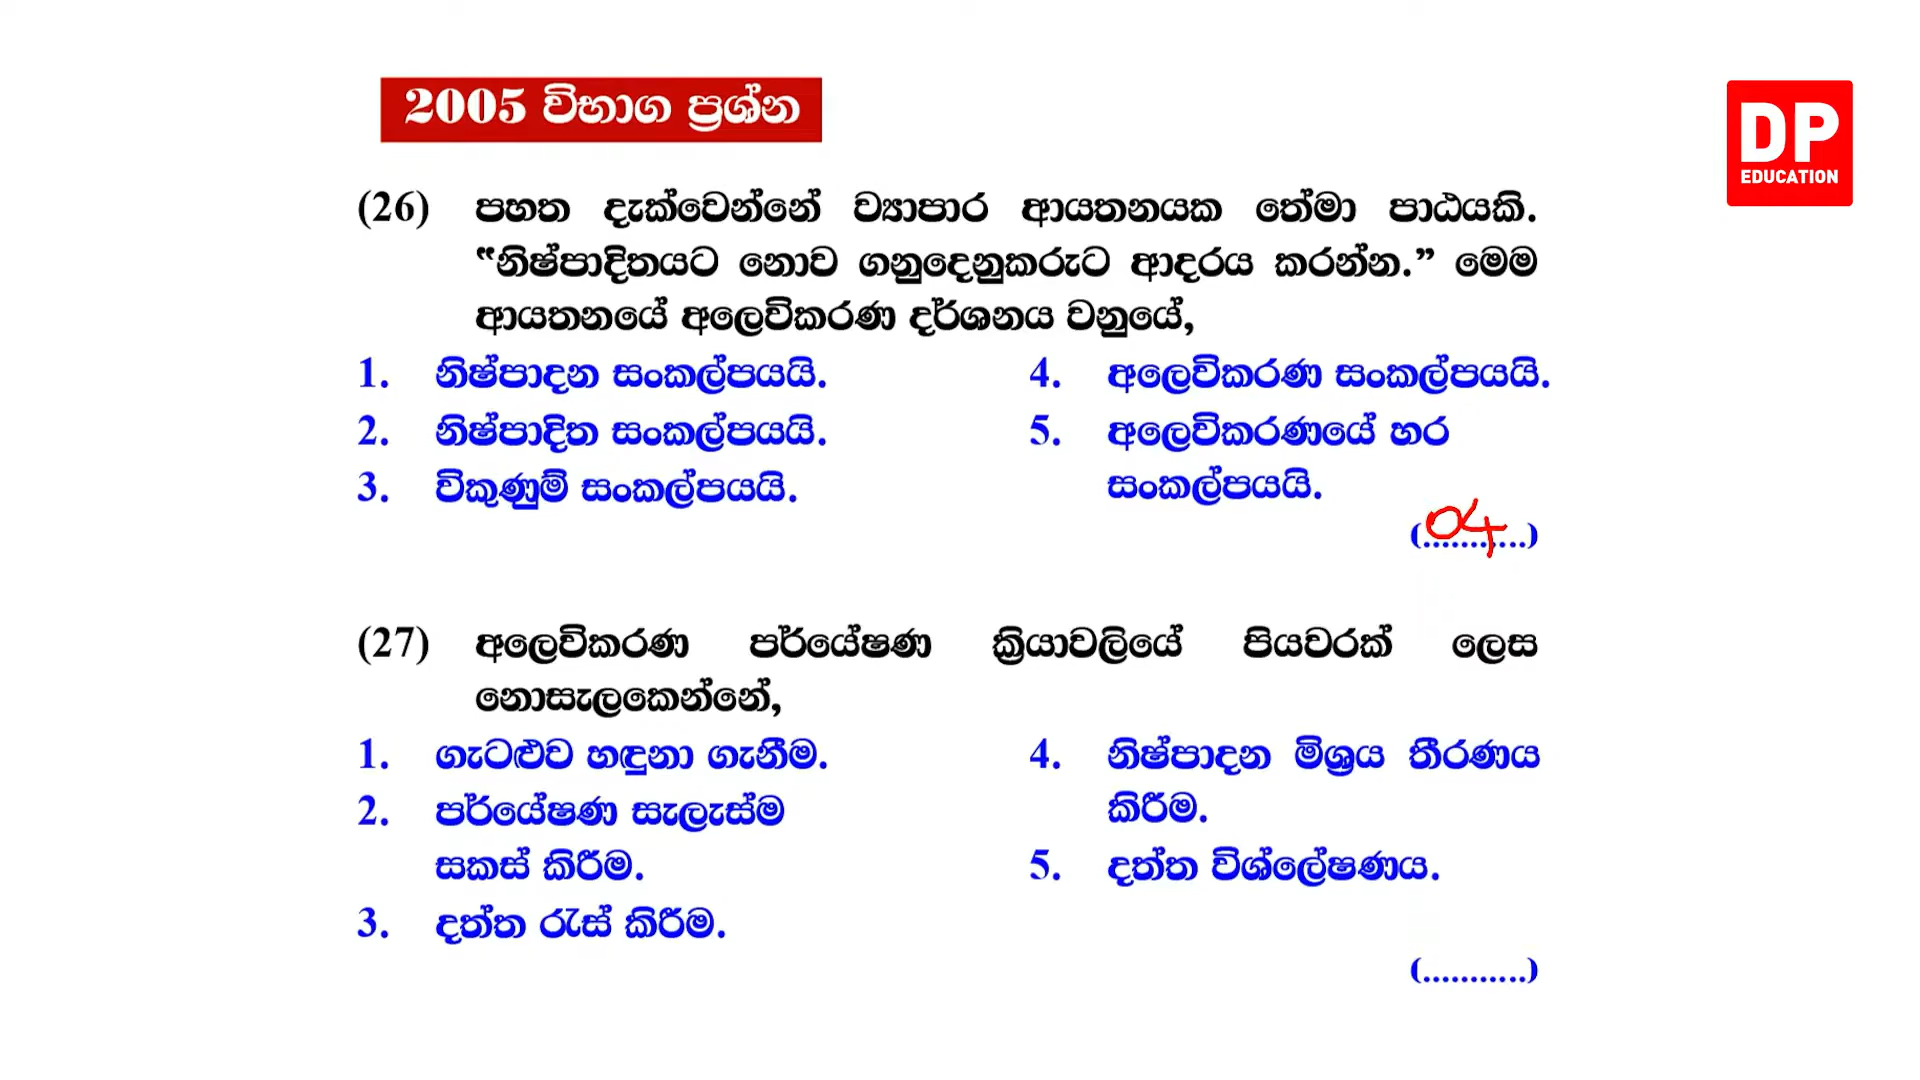 2005 විභාග ප්‍රශ්න
DP
EDUCATION
(26) පහත දැක්වෙන්නේ ව්‍යාපාර ආයතනයක තේමා පාඨයකි.
“නිෂ්පාදිතයට නොව ගනුදෙනුකරුට ආදරය කරන්න.” මෙම
ආයතනයේ අලෙවිකරණ දර්ශනය වනුයේ,
1. නිෂ්පාදන සංකල්පයයි.
2. නිෂ්පාදිත සංකල්පයයි.
3. විකුණුම් සංකල්පයයි.
4. අලෙවිකරණ සංකල්පයයි.
5. අලෙවිකරණයේ හර
සංකල්පයයි.
(....04....)
(27) අලෙවිකරණ පර්යේෂණ ක්‍රියාවලියේ පියවරක් ලෙස
නොසැලකෙන්නේ,
1. ගැටළුව හඳුනා ගැනීම.
2. පර්යේෂණ සැලැස්ම
සකස් කිරීම.
3. දත්ත රැස් කිරීම.
4. නිෂ්පාදන මිශ්‍රය තීරණය
කිරීම.
5. දත්ත විශ්ලේෂණය.
(...........)